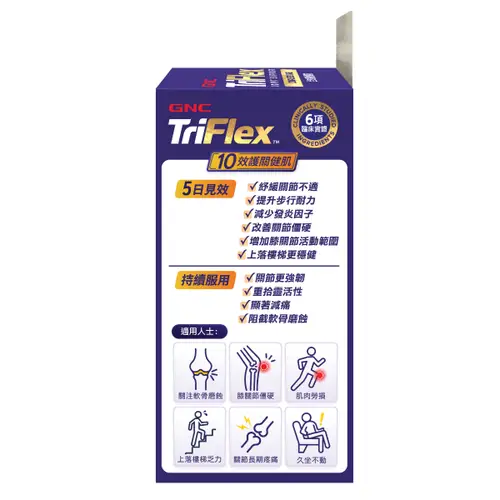 GNC
TriFlex
GNC
TriFlex™
CLINICALLY STUDIED
6項
臨床實證
INGREDIENTS
10效護關健肌
5日見效
✓紓緩關節不適
✓提升步行耐力
✓減少發炎因子
✓改善關節僵硬
✓增加膝關節活動範圍
✓上落樓梯更穩健
持續服用
✓關節更強韌
✓重拾靈活性
✓顯著減痛
✓阻截軟骨磨蝕
適用人士：
關注軟骨磨蝕
膝關節僵硬
肌肉勞損
上落樓梯乏力
關節長期疼痛
久坐不動